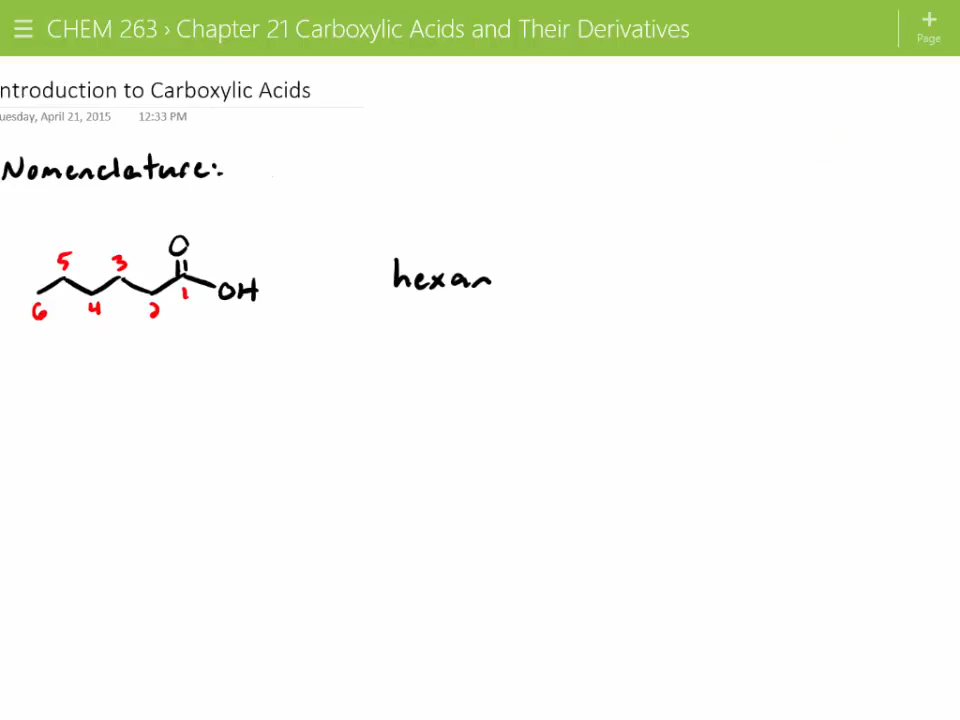 CHEM 263 › Chapter 21 Carboxylic Acids and Their Derivatives
+
Page
ntroduction to Carboxylic Acids
uesday, April 21, 2015 12:33 PM
Nomenclature:
O
5 3
OH
6 4 2 1
hexan